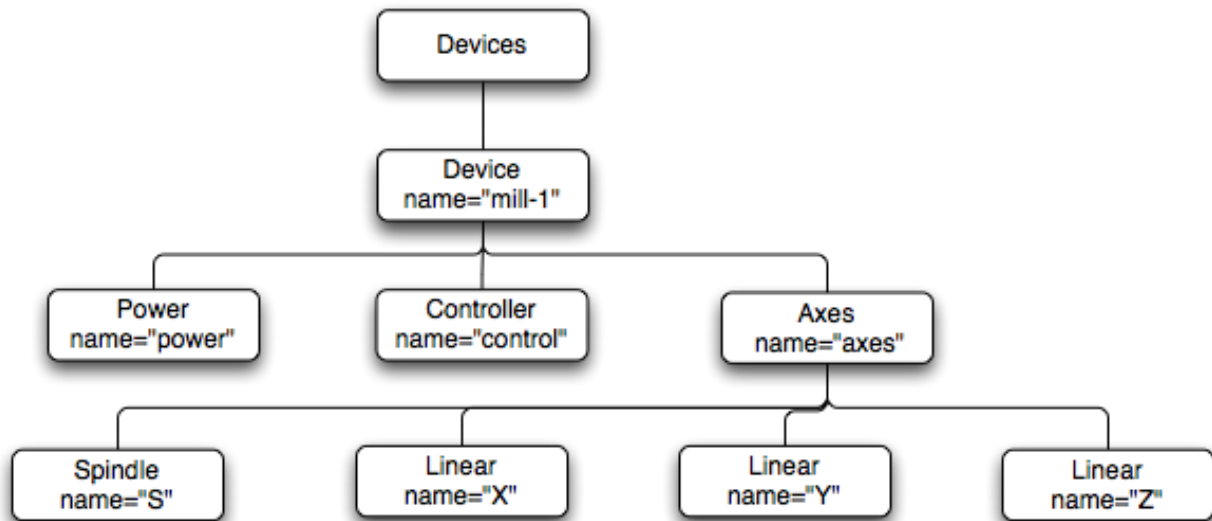 Devices
Device
name="mill-1"
Power
name="power"
Controller
name="control"
Axes
name="axes"
Spindle
name="S"
Linear
name="X"
Linear
name="Y"
Linear
name="Z"